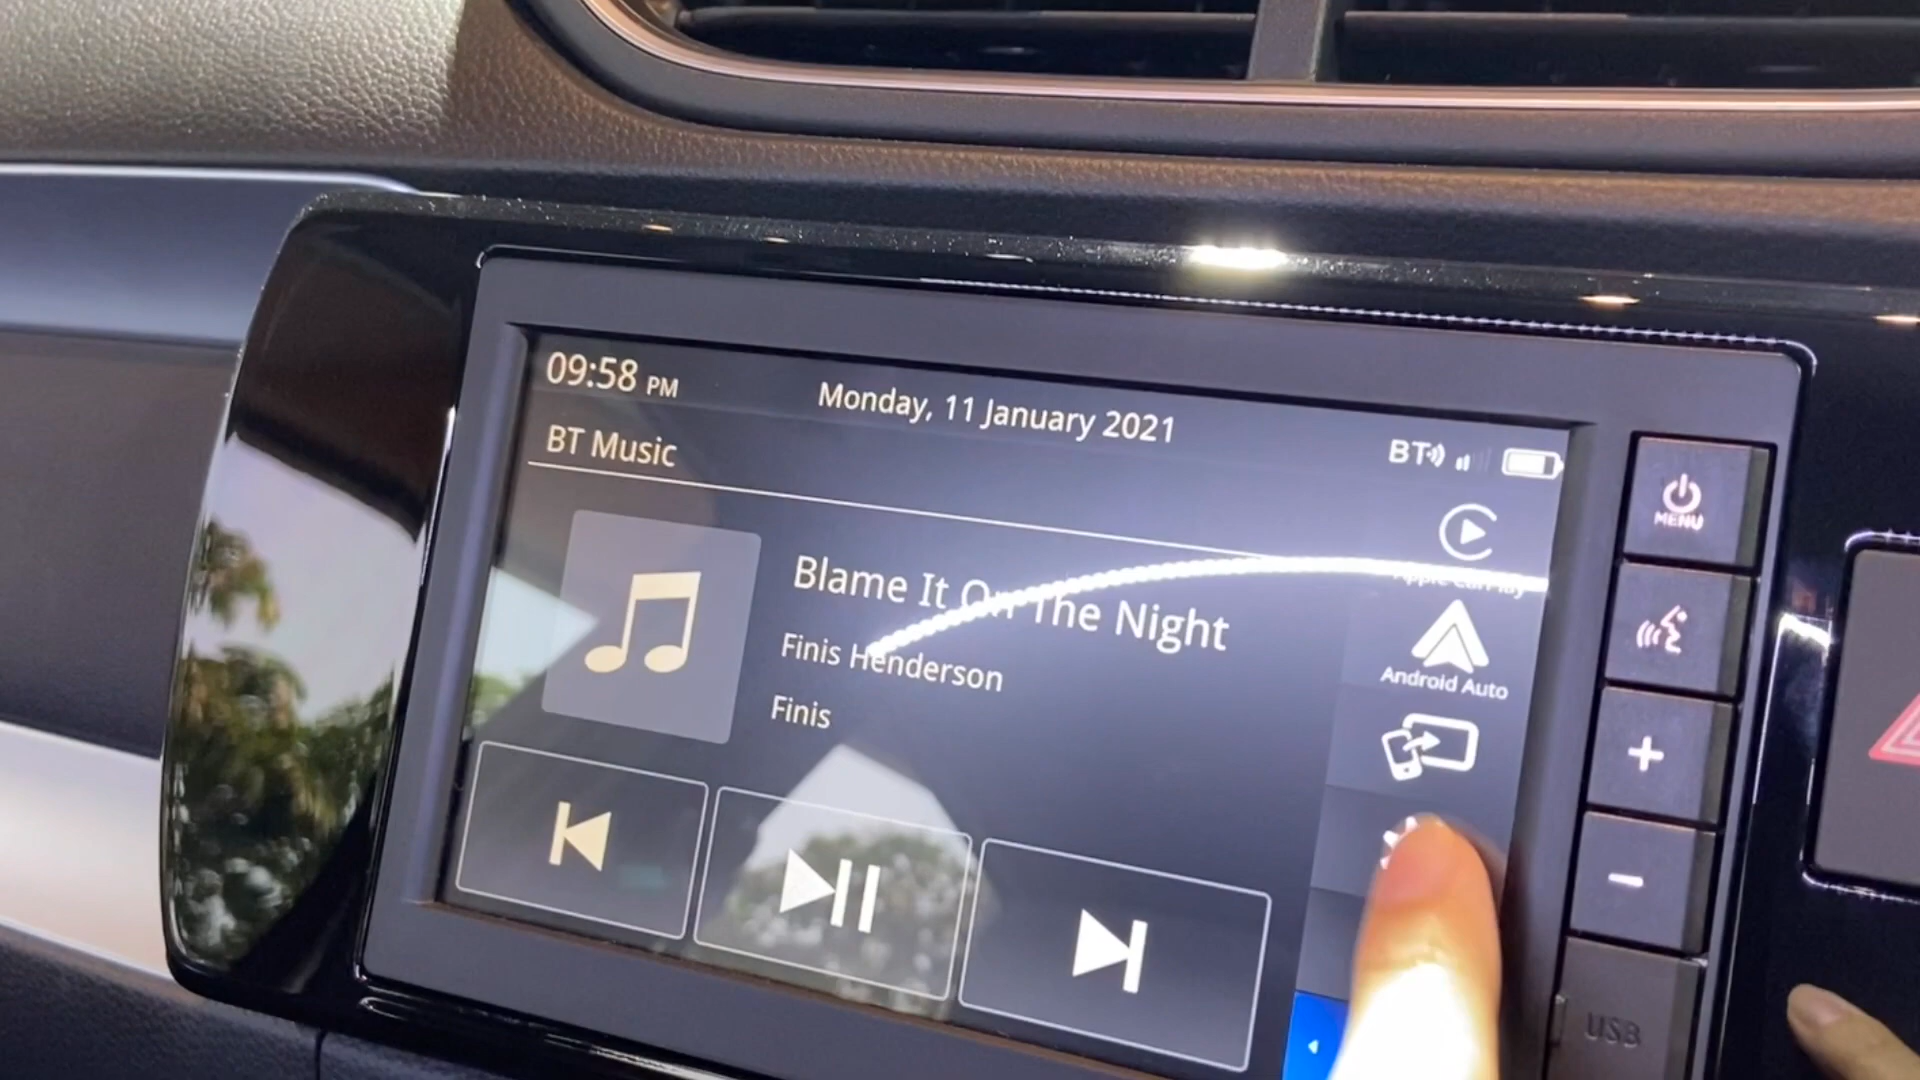 09:58 PM
Monday, 11 January 2021
BT
BT Music
Blame It On The Night
Finis Henderson
Finis
Apple CarPlay
Android Auto
MENU
+
-
USB